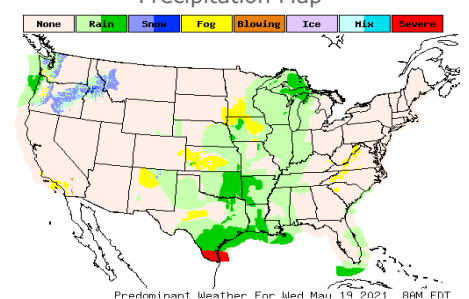 Precipitation Map
None Rain Snow Fog Blowing Ice Mix Severe
Predominant Weather For Wed May 19 2021 8AM EDT